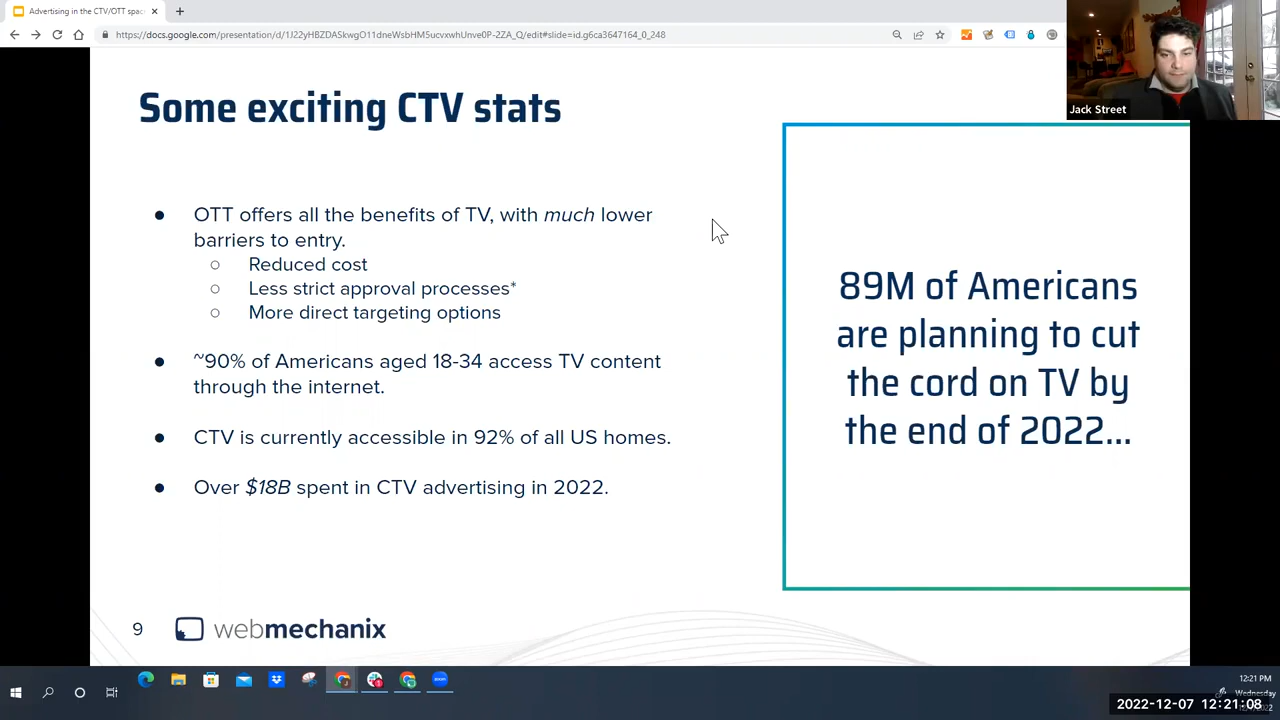 Advertising in the CTV/OTT spac
https://docs.google.com/presentation/d/1J22yHBZDASkwgO11dneWsbHM5ucvxwhUnvedP-2ZA_Q/edit#slide=id.g6ca3647164_0_248
Jack Street
Some exciting CTV stats
● OTT offers all the benefits of TV, with much lower
barriers to entry.
○ Reduced cost
○ Less strict approval processes*
○ More direct targeting options
● ~90% of Americans aged 18-34 access TV content
through the internet.
● CTV is currently accessible in 92% of all US homes.
● Over $18B spent in CTV advertising in 2022.
89M of Americans
are planning to cut
the cord on TV by
the end of 2022...
9
webmechanix
12:21 PM
Wednesday
2022-12-07 12:21:08